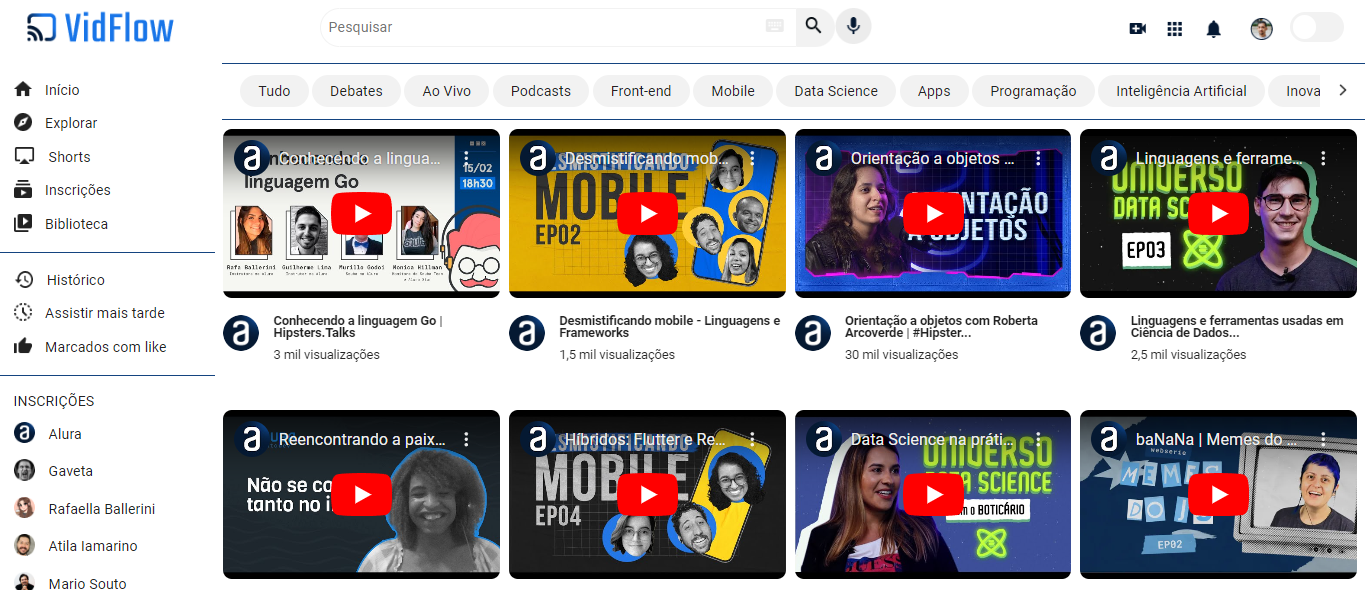 VidFlow
Pesquisar
Início
Explorar
Shorts
Inscrições
Biblioteca
Histórico
Assistir mais tarde
Marcados com like
INSCRIÇÕES
Alura
Gaveta
Rafaella Ballerini
Atila Iamarino
Mario Souto
Tudo
Debates
Ao Vivo
Podcasts
Front-end
Mobile
Data Science
Apps
Programação
Inteligência Artificial
Inova
Conhecendo a lingua...
linguagem Go
15/02
18h30
Rafa Ballerini
Guilherme Lima
Murillo Godoi
Monica Hillman
Conhecendo a linguagem Go |
Hipsters.Talks
3 mil visualizações
Desmistificando mob...
DESMISTIFICANDO
MOBILE
EP02
Desmistificando mobile - Linguagens e
Frameworks
1,5 mil visualizações
Orientação a objetos ...
ORIENTAÇÃO
A OBJETOS
Orientação a objetos com Roberta
Arcoverde | #Hipster...
30 mil visualizações
Linguagens e ferrame...
UNIVERSO
DATA SC
EP03
Linguagens e ferramentas usadas em
Ciência de Dados...
2,5 mil visualizações
Reencontrando a paix...
Não se co
tanto no i
Híbridos: Flutter e Re...
DESMISTIFICANDO
MOBILE
EP04
Data Science na práti...
UNIVERSO
DATA SCIENCE
com o BOTICÁRIO
baNaNa | Memes do ...
webserie
MEMES
DOJO
EP02